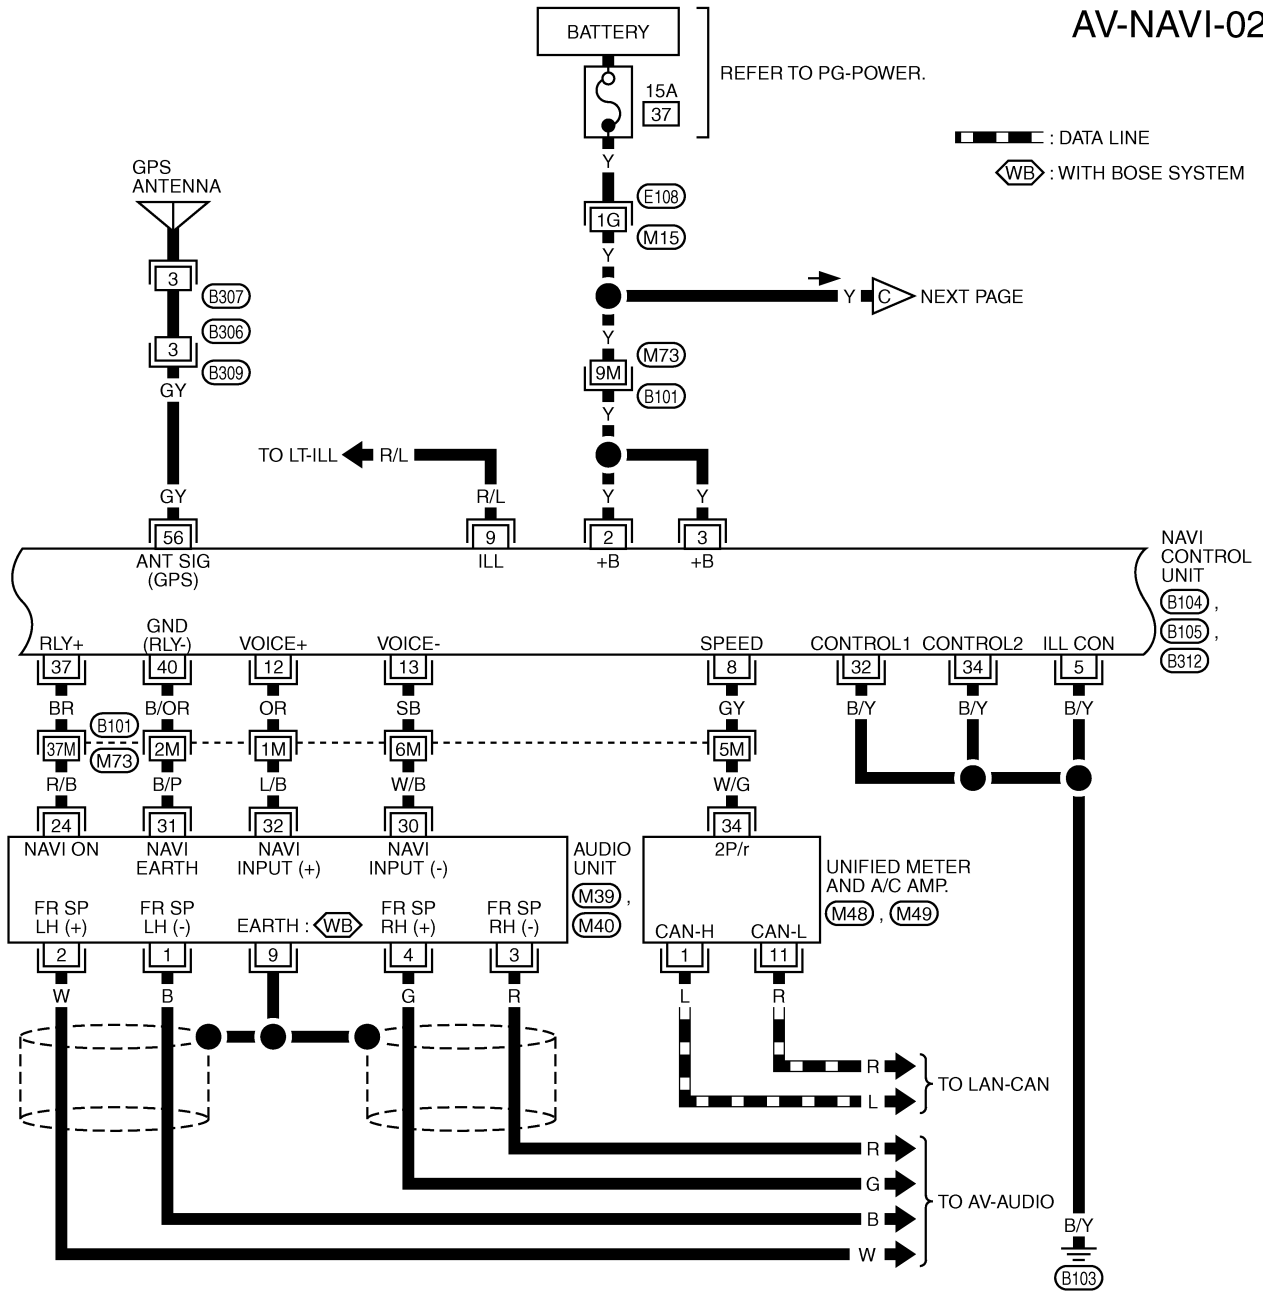 AV-NAVI-02
BATTERY
REFER TO PG-POWER.
15A
37
: DATA LINE
WB : WITH BOSE SYSTEM
GPS
ANTENNA
Y
E108
1G
M15
Y
3
B307
Y C NEXT PAGE
B306
Y
3
M73
B309
9M
GY
B101
Y
TO LT-ILL R/L
GY R/L Y Y
56 9 2 3
ANT SIG
(GPS)
ILL +B +B
NAVI
CONTROL
UNIT
B104 ,
B105 ,
B312
RLY+ GND
(RLY-) VOICE+ VOICE- SPEED CONTROL1 CONTROL2 ILL CON
37 40 12 13 8 32 34 5
BR B/OR OR SB GY B/Y B/Y B/Y
B101
37M 2M 1M 6M 5M
M73
R/B B/P L/B W/B W/G
24 31 32 30 34
NAVI ON NAVI
EARTH NAVI
INPUT (+) NAVI
INPUT (-) 2P/r
AUDIO
UNIT
M39 ,
M40
UNIFIED METER
AND A/C AMP.
M48 , M49
FR SP
LH (+) FR SP
LH (-) EARTH : WB FR SP
RH (+) FR SP
RH (-) CAN-H CAN-L
2 1 9 4 3 1 11
W B G R L R
R
TO LAN-CAN
L
R
G
TO AV-AUDIO
B
B/Y
W
B103